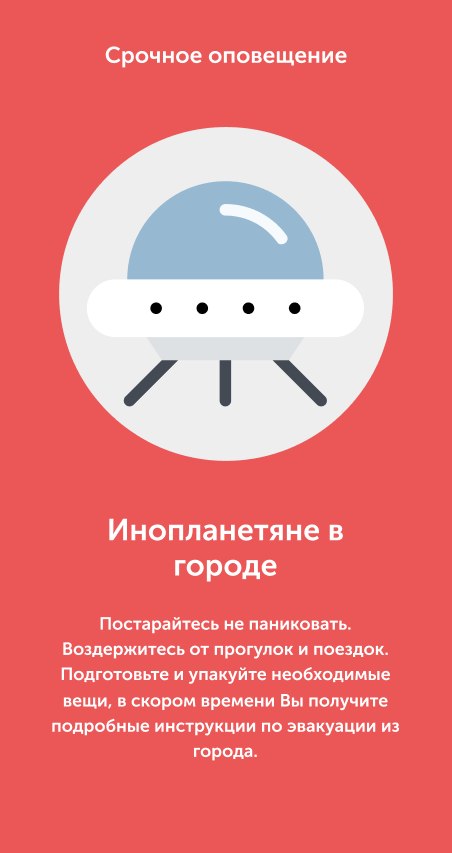 Срочное оповещение
Инопланетяне в
городе
Постарайтесь не паниковать.
Воздержитесь от прогулок и поездок.
Подготовьте и упакуйте необходимые
вещи, в скором времени Вы получите
подробные инструкции по эвакуации из
города.